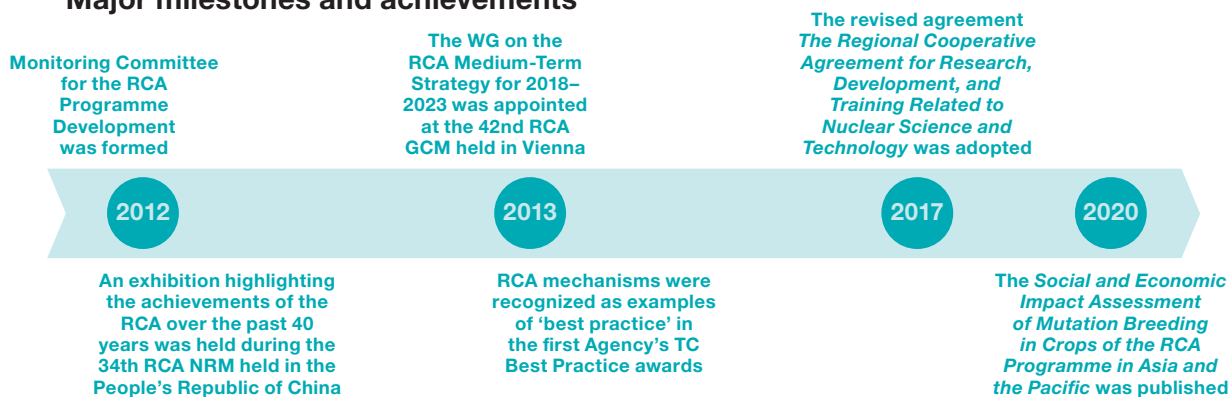 Major milestones and achievements
Monitoring Committee
for the RCA
Programme
Development
was formed
The WG on the
RCA Medium-Term
Strategy for 2018–
2023 was appointed
at the 42nd RCA
GCM held in Vienna
The revised agreement
The Regional Cooperative
Agreement for Research,
Development, and
Training Related to
Nuclear Science and
Technology was adopted
2012
2013
2017
2020
An exhibition highlighting
the achievements of the
RCA over the past 40
years was held during the
34th RCA NRM held in the
People's Republic of China
RCA mechanisms were
recognized as examples
of ‘best practice’ in
the first Agency's TC
Best Practice awards
The Social and Economic
Impact Assessment
of Mutation Breeding
in Crops of the RCA
Programme in Asia and
the Pacific was published